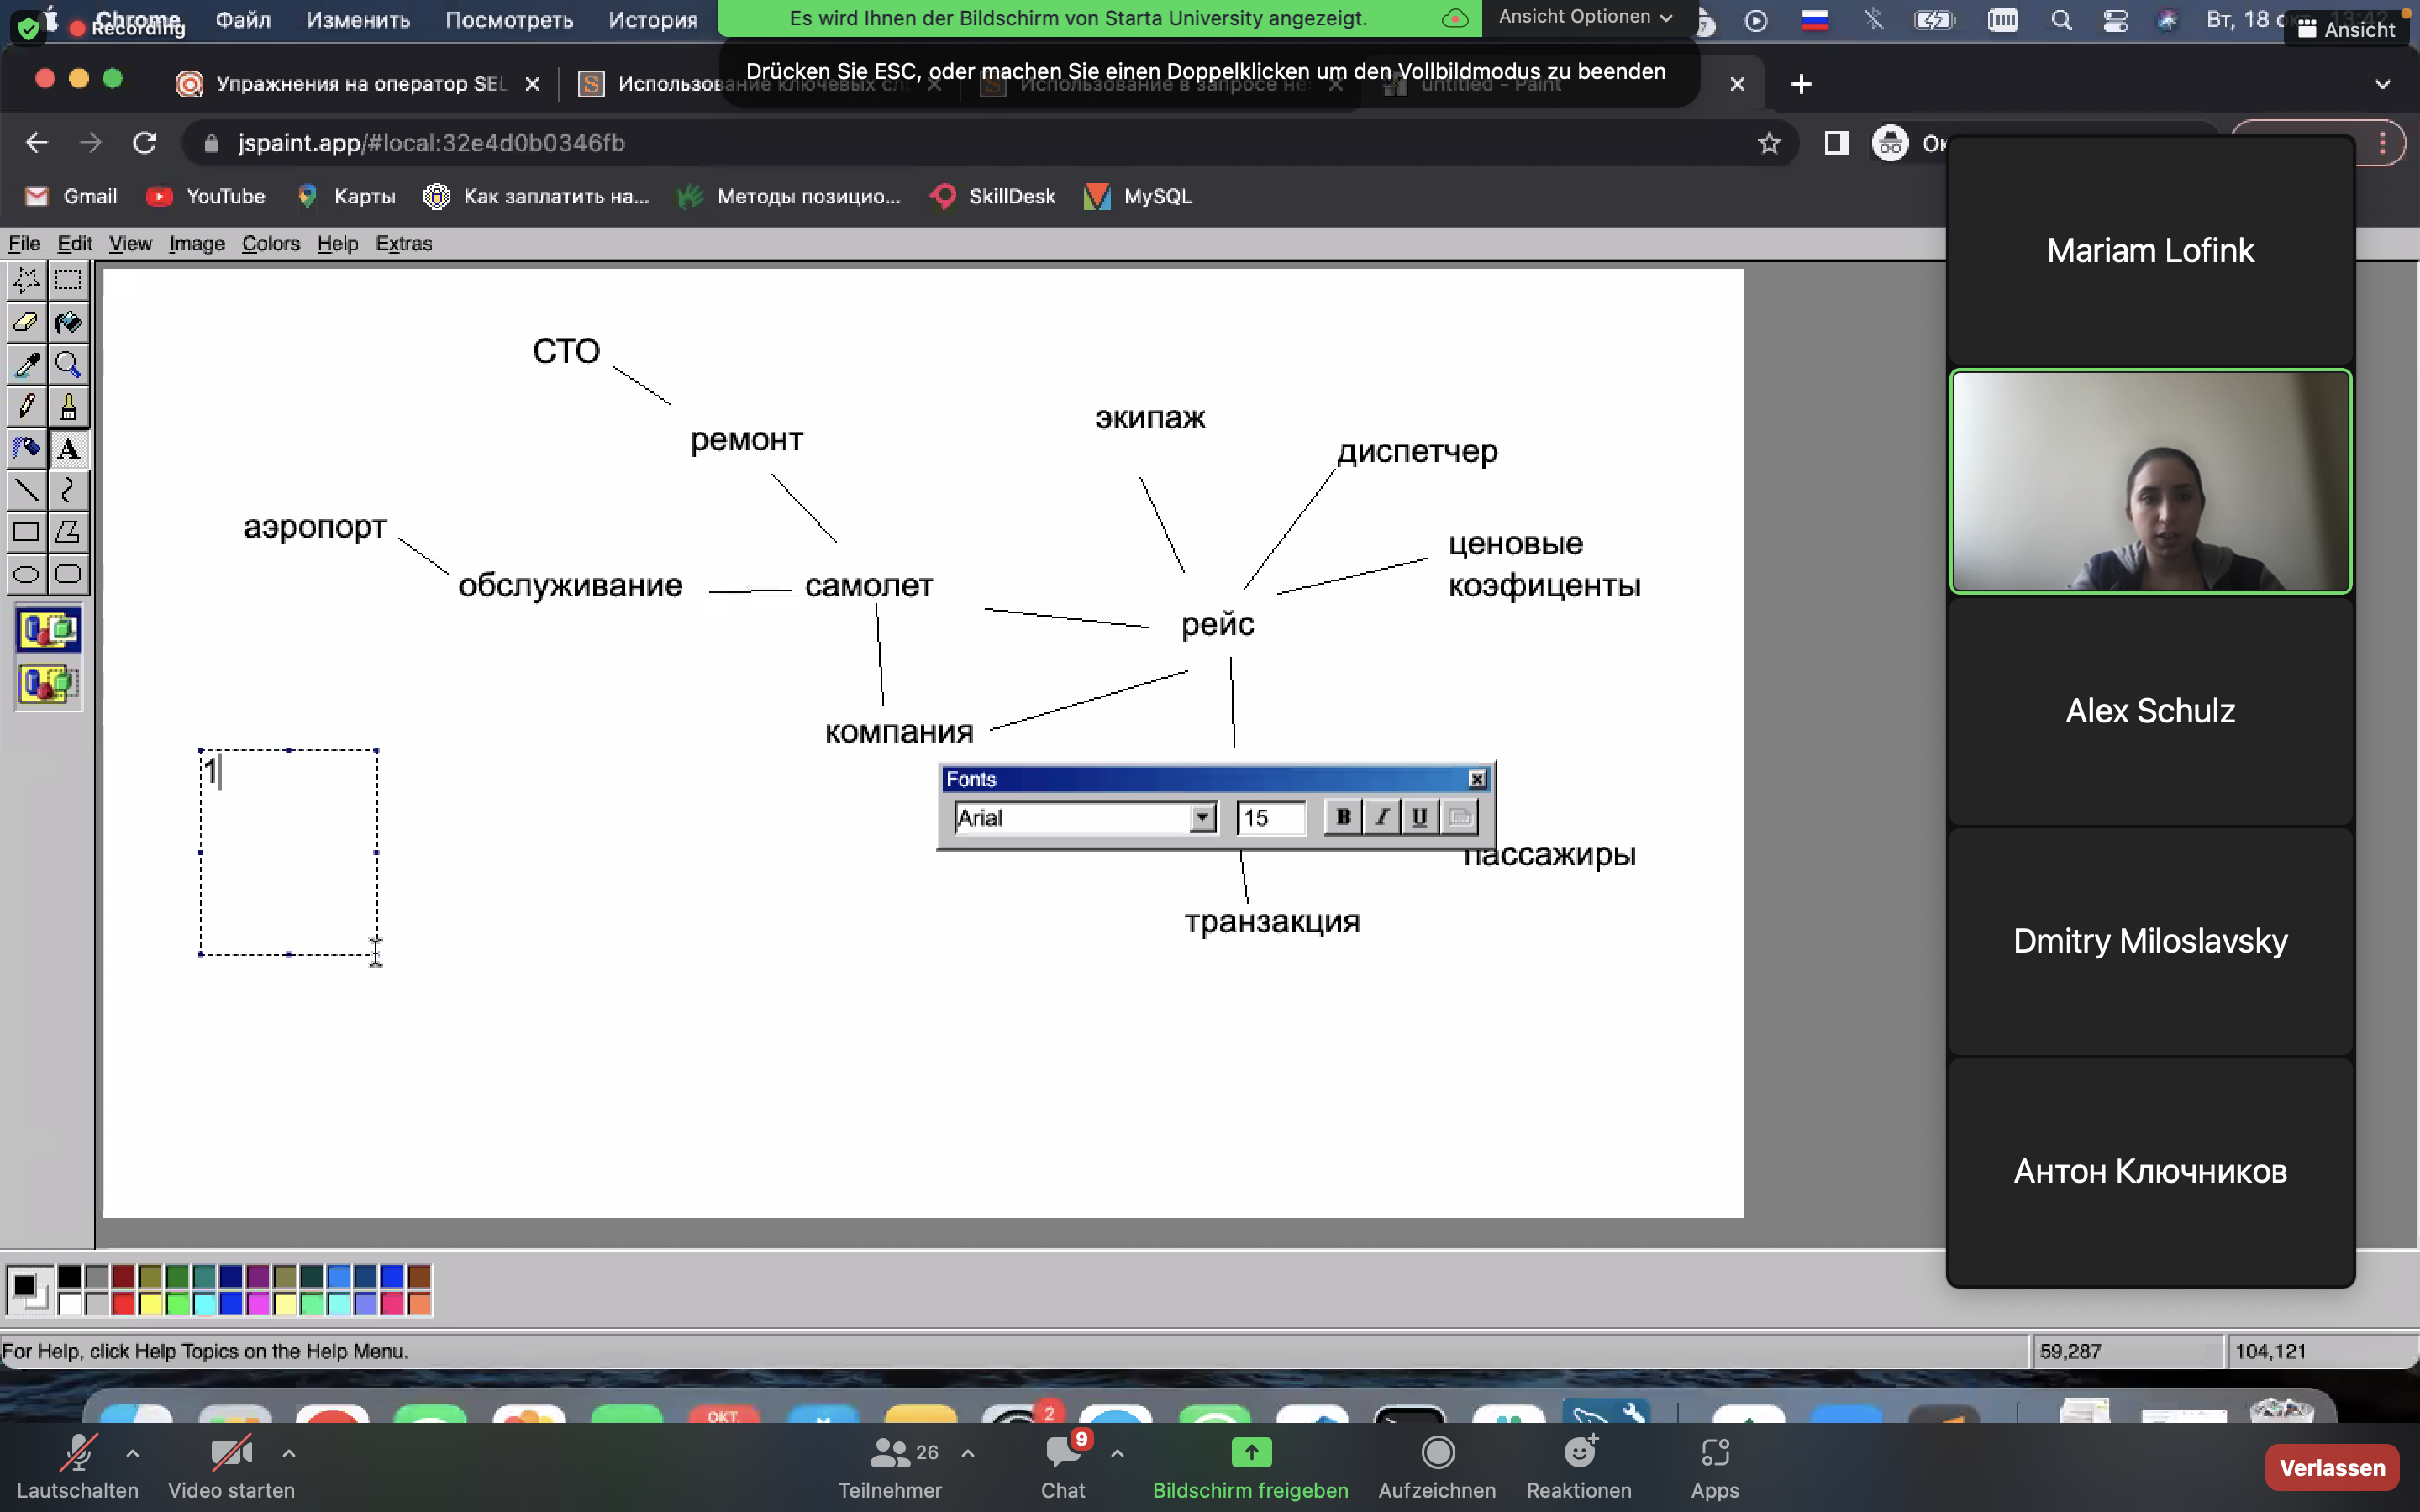 Chrome Файл Изменить Посмотреть История
Recording
Es wird Ihnen der Bildschirm von Starta University angezeigt.
Ansicht Optionen
Вт, 18
Ansicht
Drücken Sie ESC, oder machen Sie einen Doppelklicken um den Vollbildmodus zu beenden
Упражнения на оператор SEL
Использование ключевых сл
Использование в запросе не
untitled - Paint
jspaint.app/#local:32e4d0b0346fb
Gmail YouTube Карты Как заплатить на... Методы позицио... SkillDesk MySQL
File Edit View Image Colors Help Extras
СТО
экипаж
ремонт
диспетчер
аэропорт
ценовые
коэфиценты
обслуживание
самолет
рейс
компания
1
Fonts
Arial
15
B I U
пассажиры
транзакция
Mariam Lofink
Alex Schulz
Dmitry Miloslavsky
Антон Ключников
For Help, click Help Topics on the Help Menu.
59,287
104,121
ОКТ.
2
26
9
Lautschalten
Video starten
Teilnehmer
Chat
Bildschirm freigeben
Aufzeichnen
Reaktionen
Apps
Verlassen